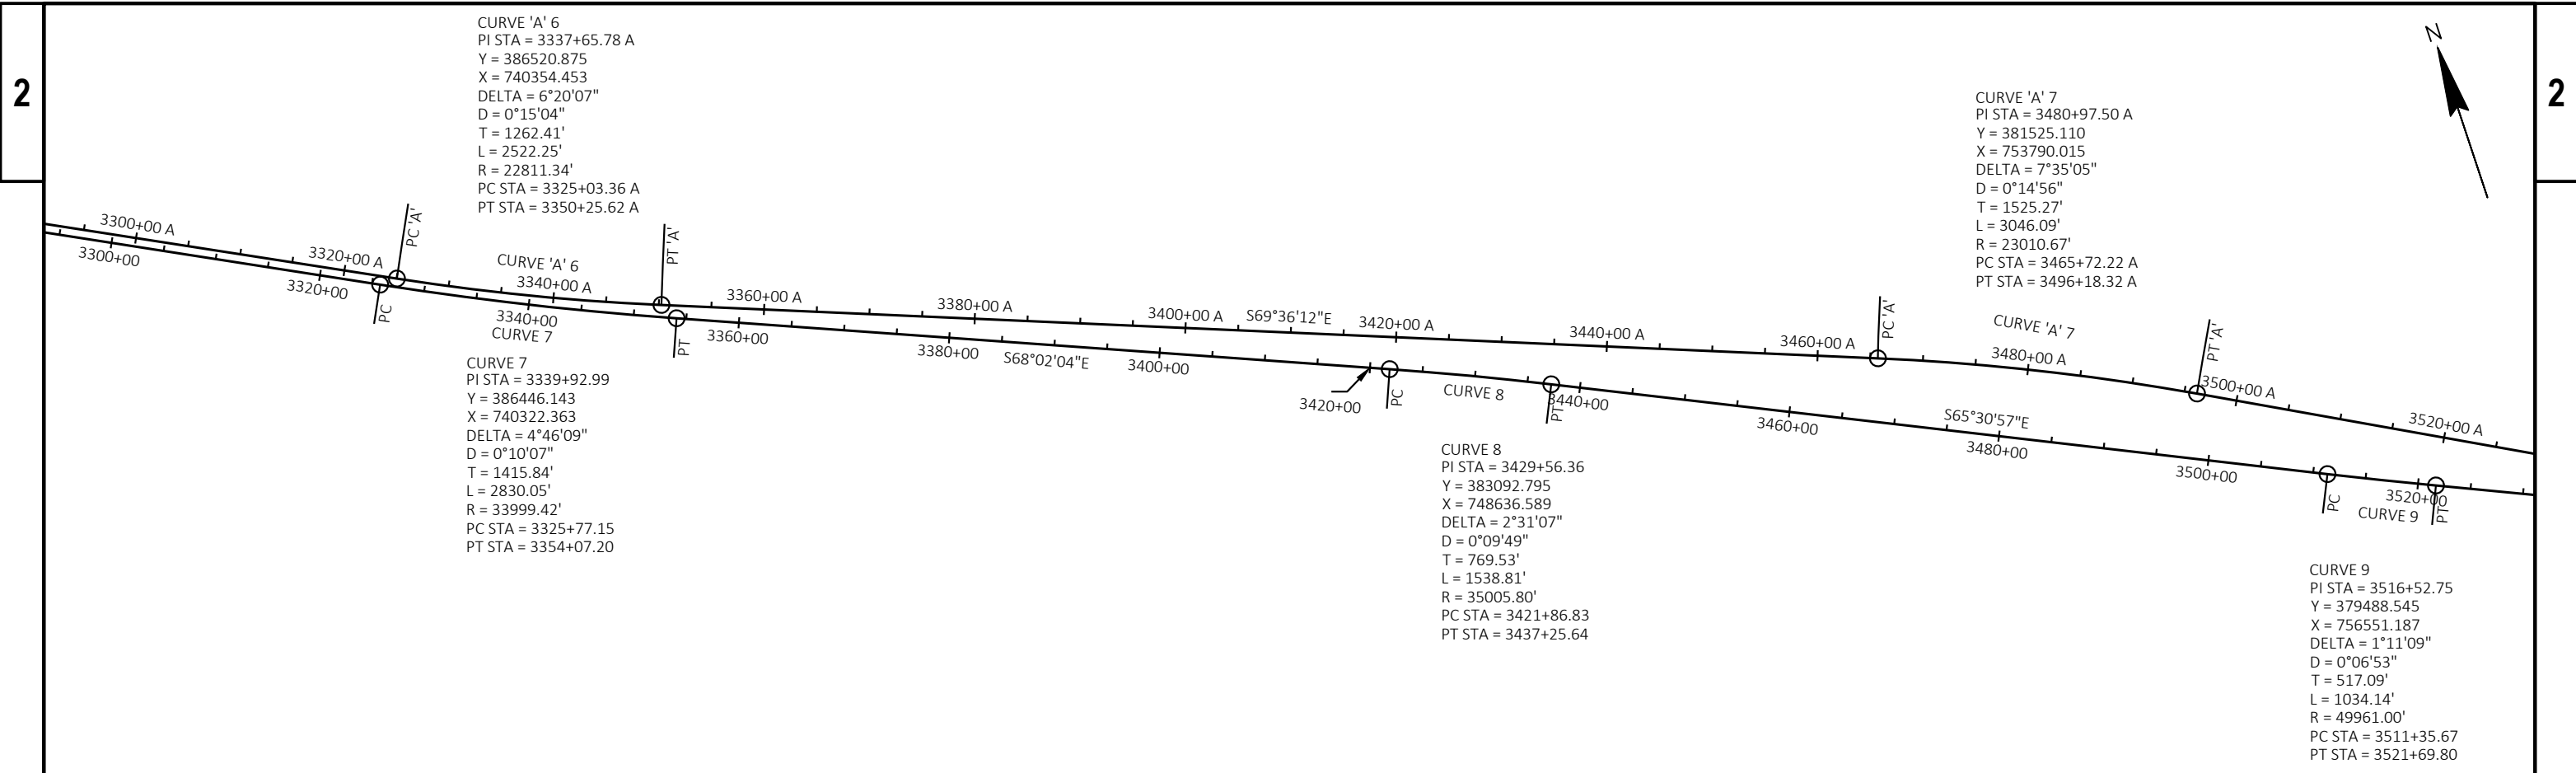 2
2
N
CURVE 'A' 6
PI STA = 3337+65.78 A
Y = 386520.875
X = 740354.453
DELTA = 6°20'07"
D = 0°15'04"
T = 1262.41'
L = 2522.25'
R = 22811.34'
PC STA = 3325+03.36 A
PT STA = 3350+25.62 A
CURVE 'A' 7
PI STA = 3480+97.50 A
Y = 381525.110
X = 753790.015
DELTA = 7°35'05"
D = 0°14'56"
T = 1525.27'
L = 3046.09'
R = 23010.67'
PC STA = 3465+72.22 A
PT STA = 3496+18.32 A
3300+00 A
3320+00 A
PC 'A'
CURVE 'A' 6
3340+00 A
PT 'A'
3360+00 A
3380+00 A
3400+00 A
S69°36'12"E
3420+00 A
3440+00 A
3460+00 A
PC 'A'
CURVE 'A' 7
3480+00 A
PT 'A'
3500+00 A
3520+00 A
3300+00
3320+00
PC
3340+00
CURVE 7
PT
3360+00
3380+00
S68°02'04"E
3400+00
3420+00
PC
CURVE 8
PT
3440+00
3460+00
S65°30'57"E
3480+00
3500+00
PC
3520+00
CURVE 9
PT
CURVE 7
PI STA = 3339+92.99
Y = 386446.143
X = 740322.363
DELTA = 4°46'09"
D = 0°10'07"
T = 1415.84'
L = 2830.05'
R = 33999.42'
PC STA = 3325+77.15
PT STA = 3354+07.20
CURVE 8
PI STA = 3429+56.36
Y = 383092.795
X = 748636.589
DELTA = 2°31'07"
D = 0°09'49"
T = 769.53'
L = 1538.81'
R = 35005.80'
PC STA = 3421+86.83
PT STA = 3437+25.64
CURVE 9
PI STA = 3516+52.75
Y = 379488.545
X = 756551.187
DELTA = 1°11'09"
D = 0°06'53"
T = 517.09'
L = 1034.14'
R = 49961.00'
PC STA = 3511+35.67
PT STA = 3521+69.80